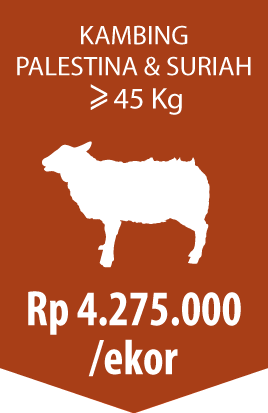 KAMBING
PALESTINA & SURIAH
⩾ 45 Kg
Rp 4.275.000
/ekor